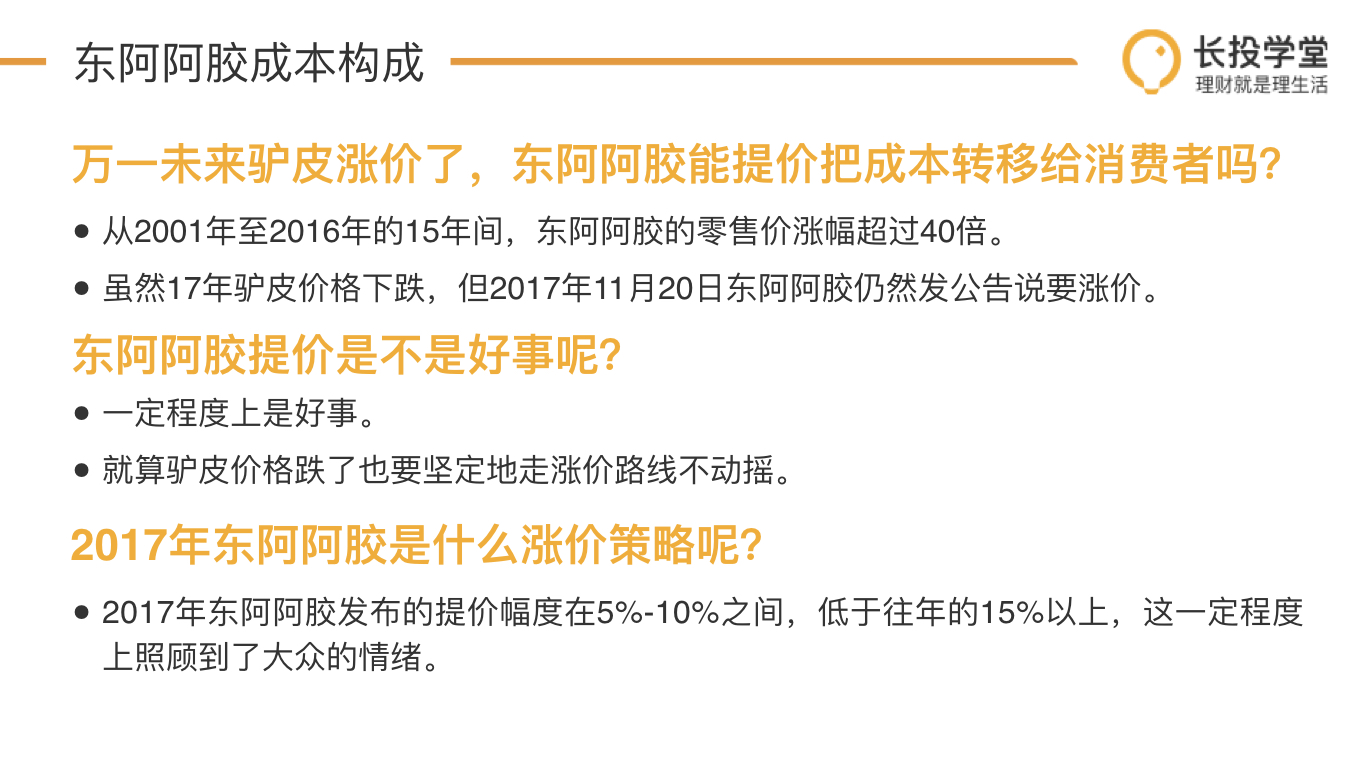 东阿阿胶成本构成
长投学堂
理财就是理生活
万一未来驴皮涨价了，东阿阿胶能提价把成本转移给消费者吗？
● 从2001年至2016年的15年间，东阿阿胶的零售价涨幅超过40倍。
● 虽然17年驴皮价格下跌，但2017年11月20日东阿阿胶仍然发公告说要涨价。
东阿阿胶提价是不是好事呢？
● 一定程度上是好事。
● 就算驴皮价格跌了也要坚定地走涨价路线不动摇。
2017年东阿阿胶是什么涨价策略呢？
● 2017年东阿阿胶发布的提价幅度在5%-10%之间，低于往年的15%以上，这一定程度
上照顾到了大众的情绪。